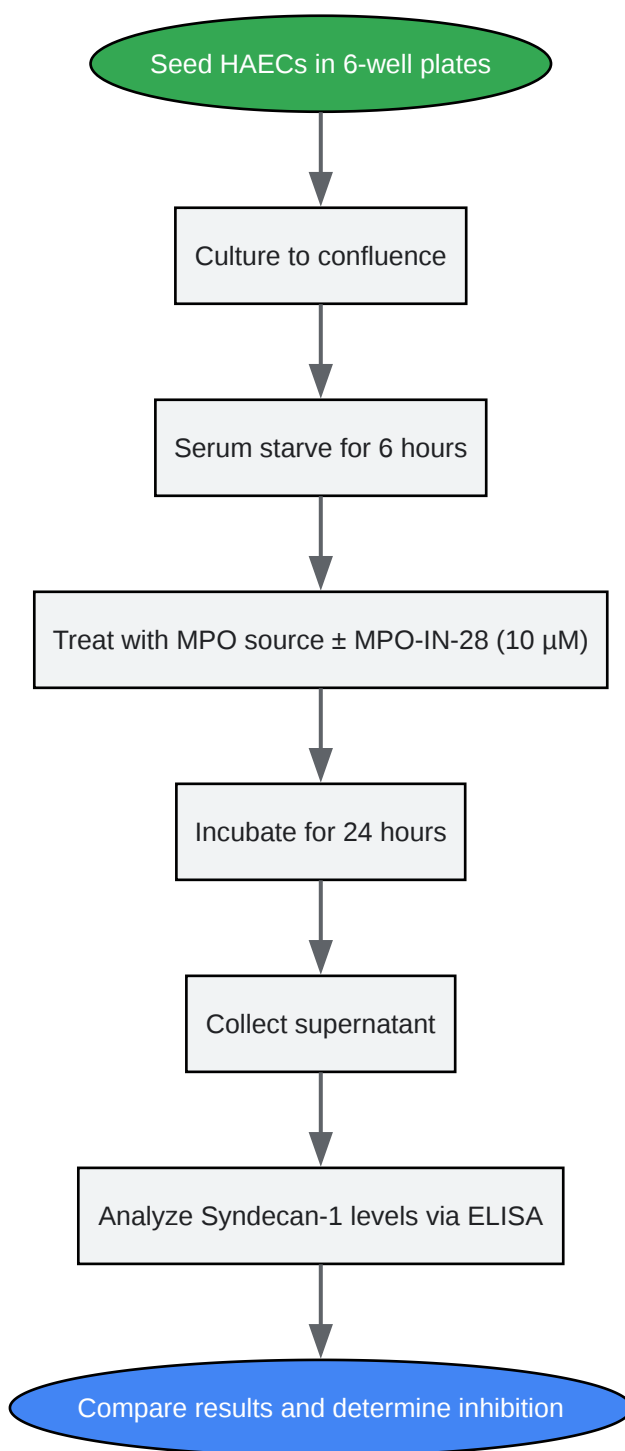 Seed HAECs in 6-well plates
Culture to confluence
Serum starve for 6 hours
Treat with MPO source ± MPO-IN-28 (10 µM)
Incubate for 24 hours
Collect supernatant
Analyze Syndecan-1 levels via ELISA
Compare results and determine inhibition